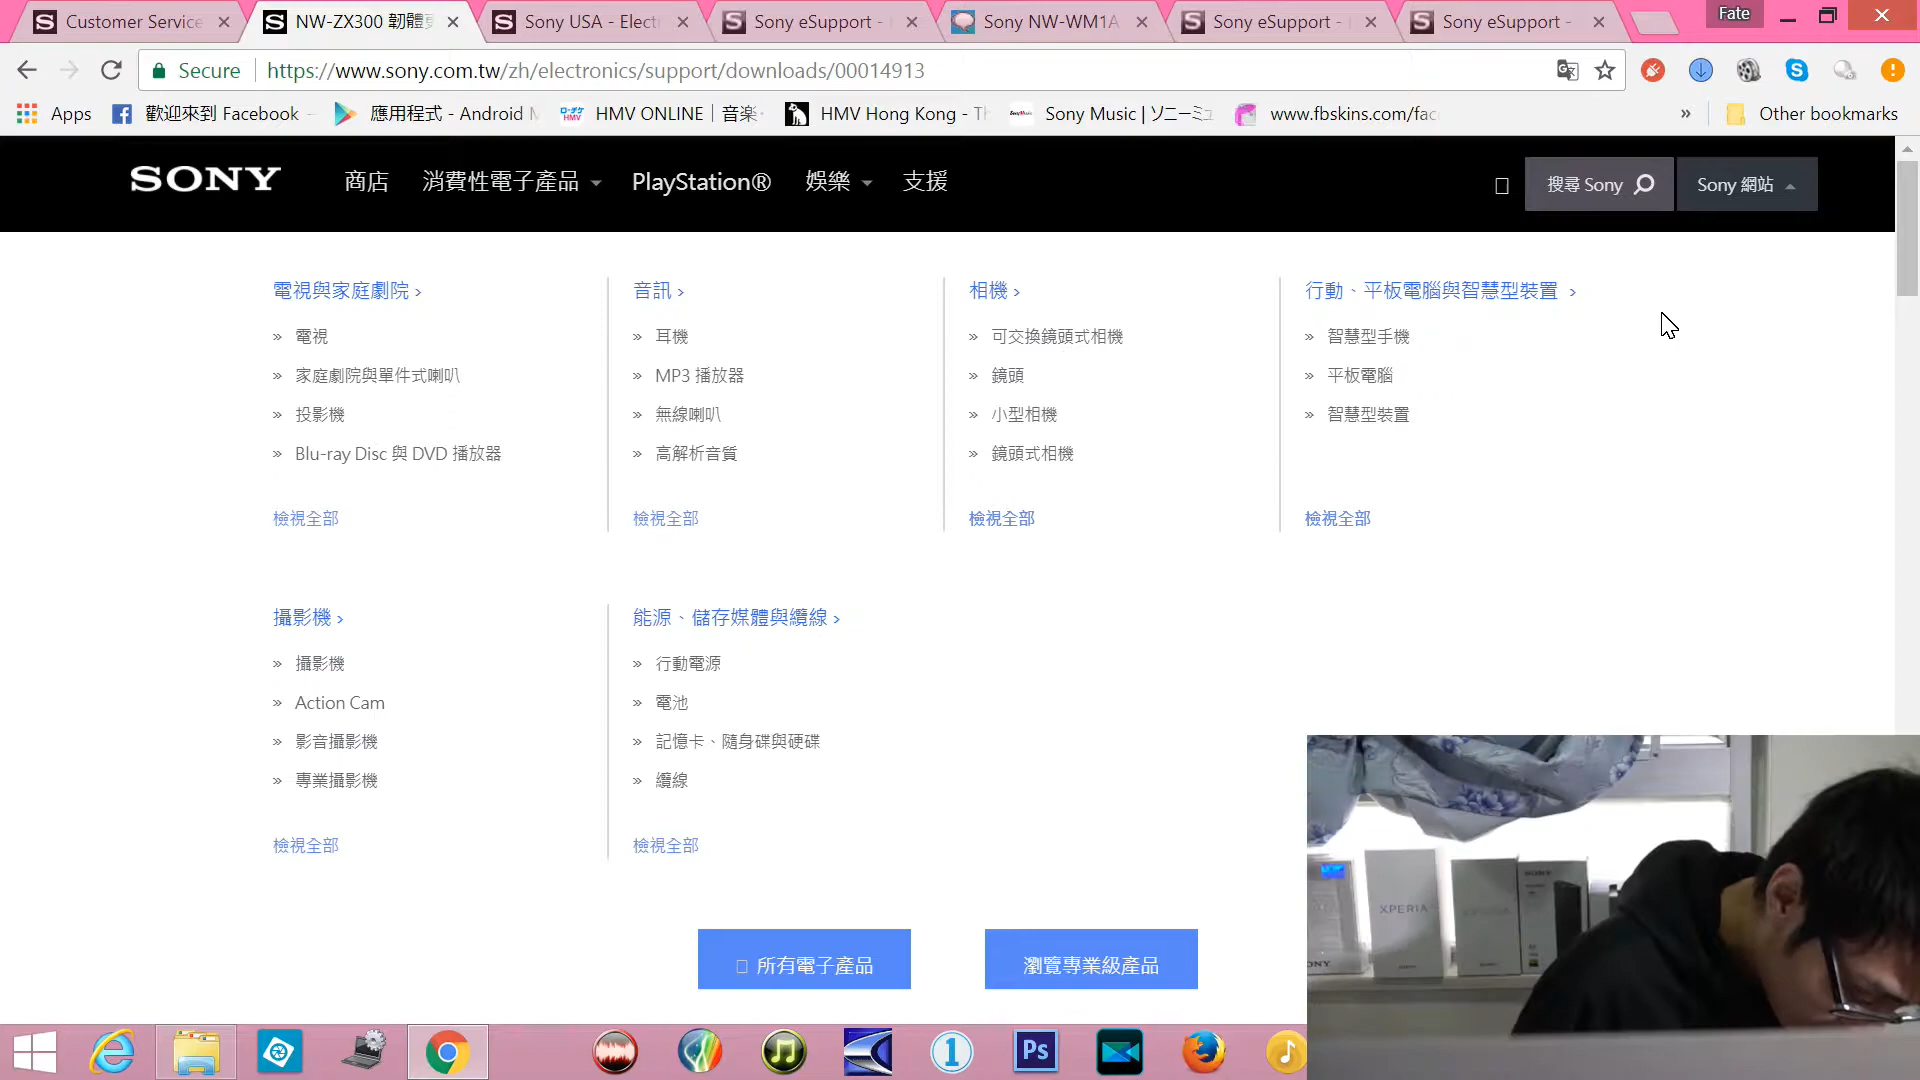 Customer Service
NW-ZX300 韌體
Sony USA - Elect
Sony eSupport -
Sony NW-WM1A
Sony eSupport -
Sony eSupport -
Fate
Secure
https://www.sony.com.tw/zh/electronics/support/downloads/00014913
Apps
歡迎來到 Facebook
應用程式 - Android M
HMV ONLINE | 音楽
HMV Hong Kong - Th
Sony Music | ソニーミュ
www.fbskins.com/fac
»
Other bookmarks
SONY
商店
消費性電子產品
PlayStation®
娛樂
支援
搜尋 Sony
Sony 網站
電視與家庭劇院 ›
» 電視
» 家庭劇院與單件式喇叭
» 投影機
» Blu-ray Disc 與 DVD 播放器
檢視全部
音訊 ›
» 耳機
» MP3 播放器
» 無線喇叭
» 高解析音質
檢視全部
相機 ›
» 可交換鏡頭式相機
» 鏡頭
» 小型相機
» 鏡頭式相機
檢視全部
行動、平板電腦與智慧型裝置 ›
» 智慧型手機
» 平板電腦
» 智慧型裝置
檢視全部
攝影機 ›
» 攝影機
» Action Cam
» 影音攝影機
» 專業攝影機
檢視全部
能源、儲存媒體與纜線 ›
» 行動電源
» 電池
» 記憶卡、隨身碟與硬碟
» 纜線
檢視全部
所有電子產品
瀏覽專業級產品
XPERIA
SONY
Ps
1